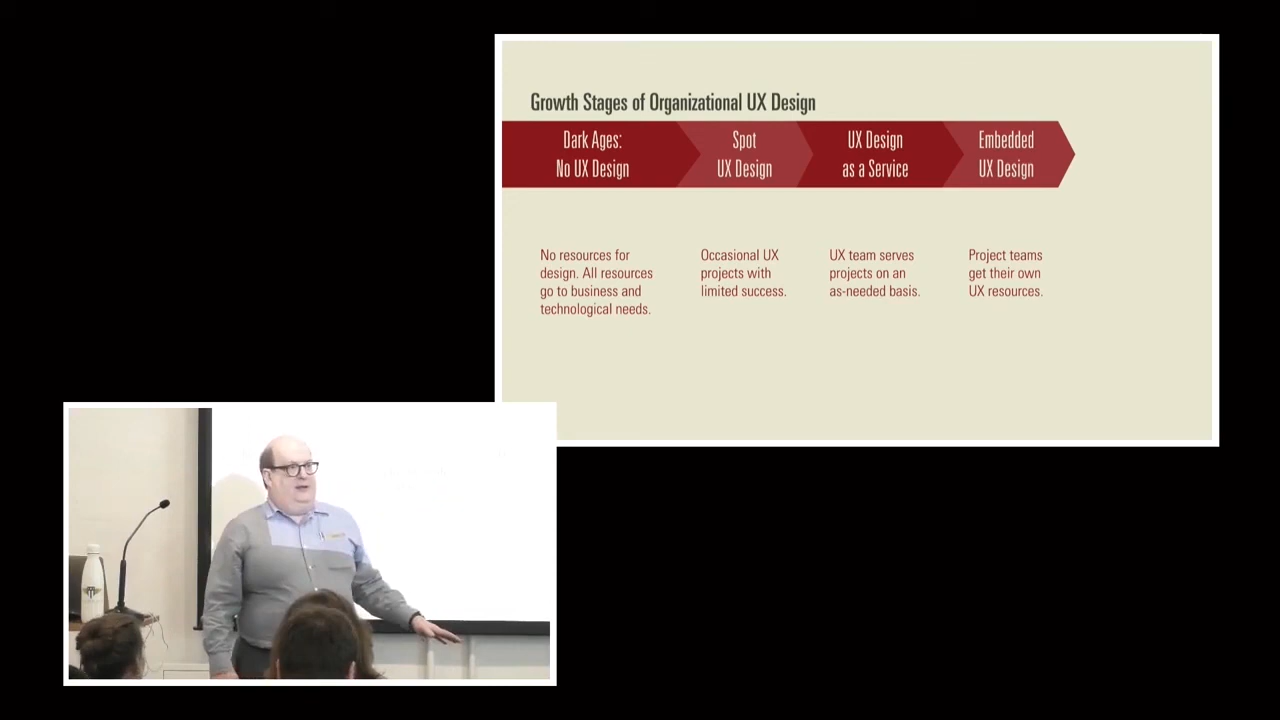 Growth Stages of Organizational UX Design
Dark Ages:
No UX Design
Spot
UX Design
UX Design
as a Service
Embedded
UX Design
No resources for
design. All resources
go to business and
technological needs.
Occasional UX
projects with
limited success.
UX team serves
projects on an
as-needed basis.
Project teams
get their own
UX resources.